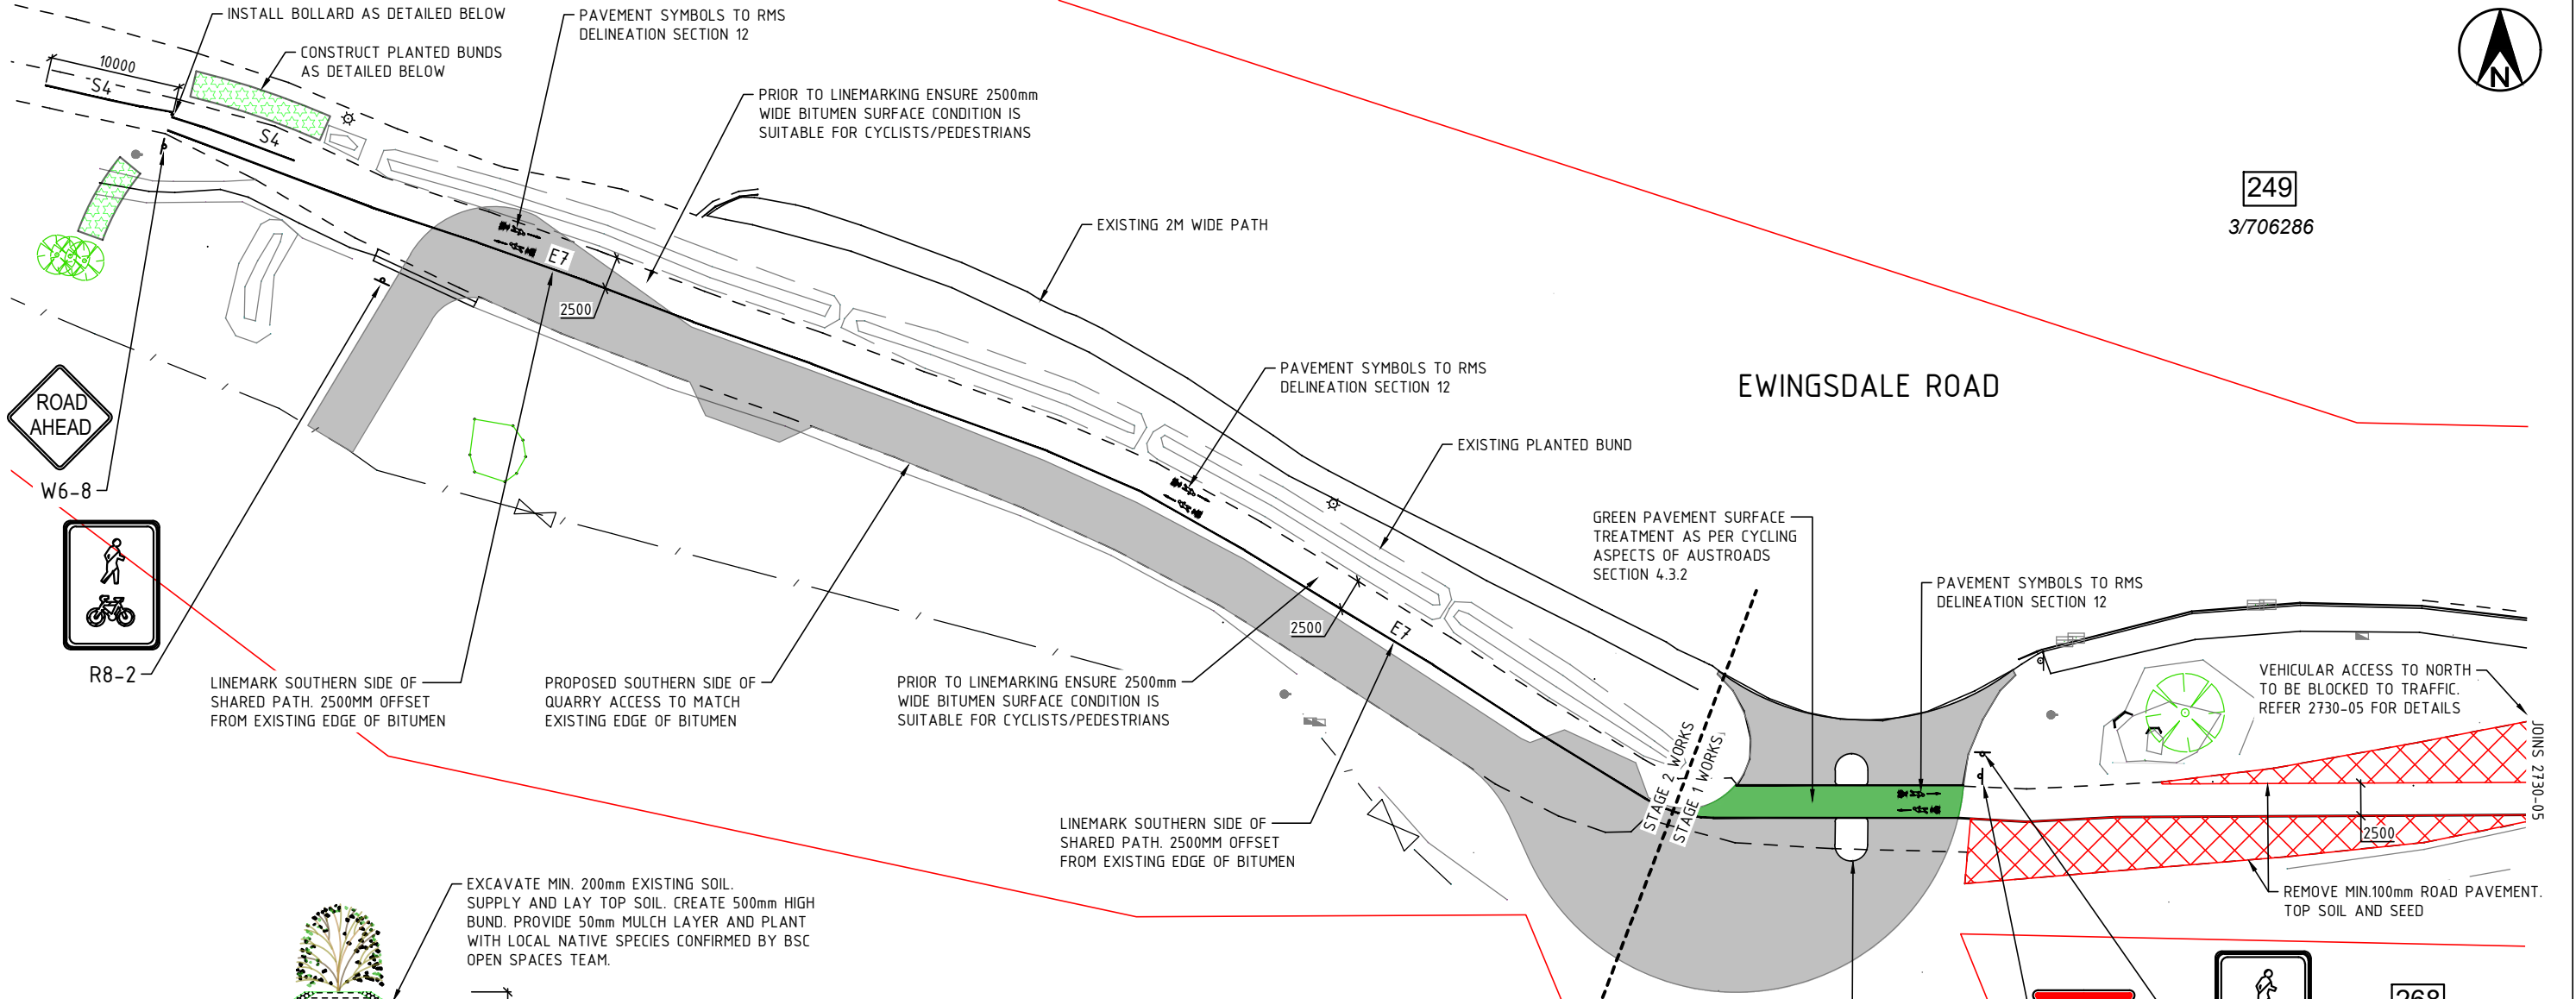 INSTALL BOLLARD AS DETAILED BELOW
CONSTRUCT PLANTED BUNDS
AS DETAILED BELOW
10000
S4
S4
PAVEMENT SYMBOLS TO RMS
DELINEATION SECTION 12
PRIOR TO LINEMARKING ENSURE 2500mm
WIDE BITUMEN SURFACE CONDITION IS
SUITABLE FOR CYCLISTS/PEDESTRIANS
N
249
3/706286
EXISTING 2M WIDE PATH
E7
2500
PAVEMENT SYMBOLS TO RMS
DELINEATION SECTION 12
EWINGSDALE ROAD
EXISTING PLANTED BUND
ROAD
AHEAD
W6-8
R8-2
GREEN PAVEMENT SURFACE
TREATMENT AS PER CYCLING
ASPECTS OF AUSTROADS
SECTION 4.3.2
PAVEMENT SYMBOLS TO RMS
DELINEATION SECTION 12
2500
E7
LINEMARK SOUTHERN SIDE OF
SHARED PATH. 2500MM OFFSET
FROM EXISTING EDGE OF BITUMEN
PROPOSED SOUTHERN SIDE OF
QUARRY ACCESS TO MATCH
EXISTING EDGE OF BITUMEN
PRIOR TO LINEMARKING ENSURE 2500mm
WIDE BITUMEN SURFACE CONDITION IS
SUITABLE FOR CYCLISTS/PEDESTRIANS
VEHICULAR ACCESS TO NORTH
TO BE BLOCKED TO TRAFFIC.
REFER 2730-05 FOR DETAILS
JOINS 2730-05
STAGE 2 WORKS
STAGE 1 WORKS
2500
LINEMARK SOUTHERN SIDE OF
SHARED PATH. 2500MM OFFSET
FROM EXISTING EDGE OF BITUMEN
REMOVE MIN.100mm ROAD PAVEMENT.
TOP SOIL AND SEED
EXCAVATE MIN. 200mm EXISTING SOIL.
SUPPLY AND LAY TOP SOIL. CREATE 500mm HIGH
BUND. PROVIDE 50mm MULCH LAYER AND PLANT
WITH LOCAL NATIVE SPECIES CONFIRMED BY BSC
OPEN SPACES TEAM.
268